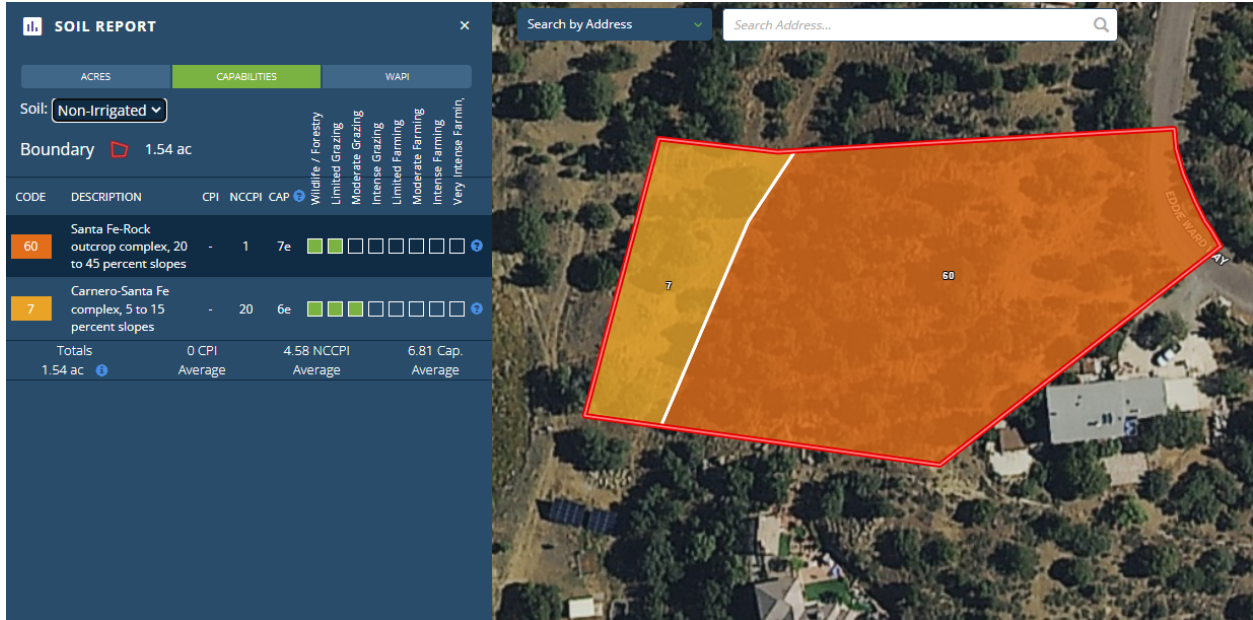 SOIL REPORT
×
ACRES CAPABILITIES WAPI
Soil: Non-Irrigated
Boundary 1.54 ac
CODE DESCRIPTION CPI NCCPI CAP
Wildlife / Forestry
Limited Grazing
Moderate Grazing
Intense Grazing
Limited Farming
Moderate Farming
Intense Farming
Very Intense Farmin,
60
Santa Fe-Rock
outcrop complex, 20
to 45 percent slopes
- 1 7e
7
Carnero-Santa Fe
complex, 5 to 15
percent slopes
- 20 6e
Totals 0 CPI 4.58 NCCPI 6.81 Cap.
1.54 ac Average Average Average
Search by Address
Search Address...
7
60
EDDIE WARD WAY